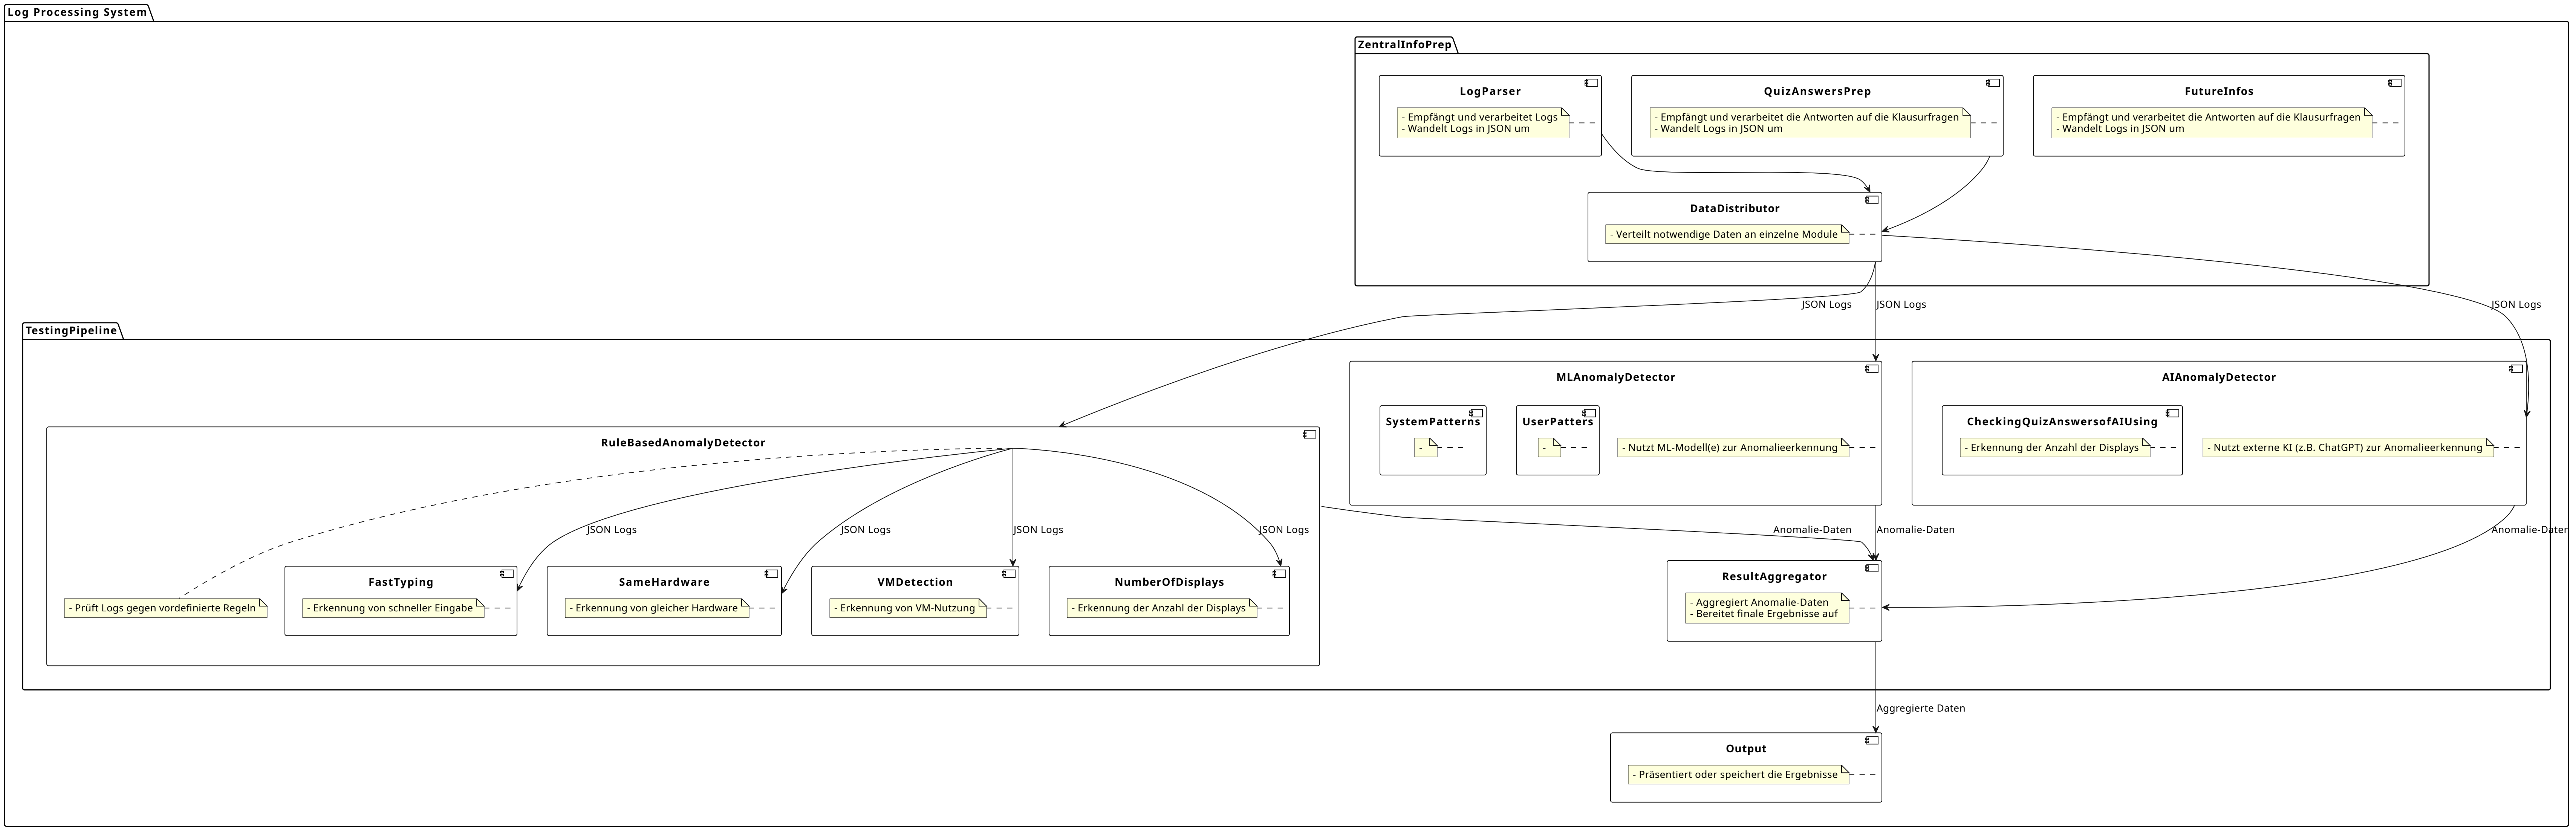 Log Processing System
ZentralInfoPrep
LogParser
- Empfängt und verarbeitet Logs
- Wandelt Logs in JSON um
QuizAnswersPrep
- Empfängt und verarbeitet die Antworten auf die Klausurfragen
- Wandelt Logs in JSON um
FutureInfos
- Empfängt und verarbeitet die Antworten auf die Klausurfragen
- Wandelt Logs in JSON um
DataDistributor
- Verteilt notwendige Daten an einzelne Module
JSON Logs
JSON Logs
JSON Logs
TestingPipeline
MLAnomalyDetector
SystemPatterns
-
UserPatters
-
- Nutzt ML-Modell(e) zur Anomalieerkennung
AIAnomalyDetector
CheckingQuizAnswersofAIUsing
- Erkennung der Anzahl der Displays
- Nutzt externe KI (z.B. ChatGPT) zur Anomalieerkennung
RuleBasedAnomalyDetector
JSON Logs
JSON Logs
JSON Logs
JSON Logs
Anomalie-Daten
Anomalie-Daten
Anomalie-Daten
- Prüft Logs gegen vordefinierte Regeln
FastTyping
- Erkennung von schneller Eingabe
SameHardware
- Erkennung von gleicher Hardware
VMDetection
- Erkennung von VM-Nutzung
NumberOfDisplays
- Erkennung der Anzahl der Displays
ResultAggregator
- Aggregiert Anomalie-Daten
- Bereitet finale Ergebnisse auf
Aggregierte Daten
Output
- Präsentiert oder speichert die Ergebnisse